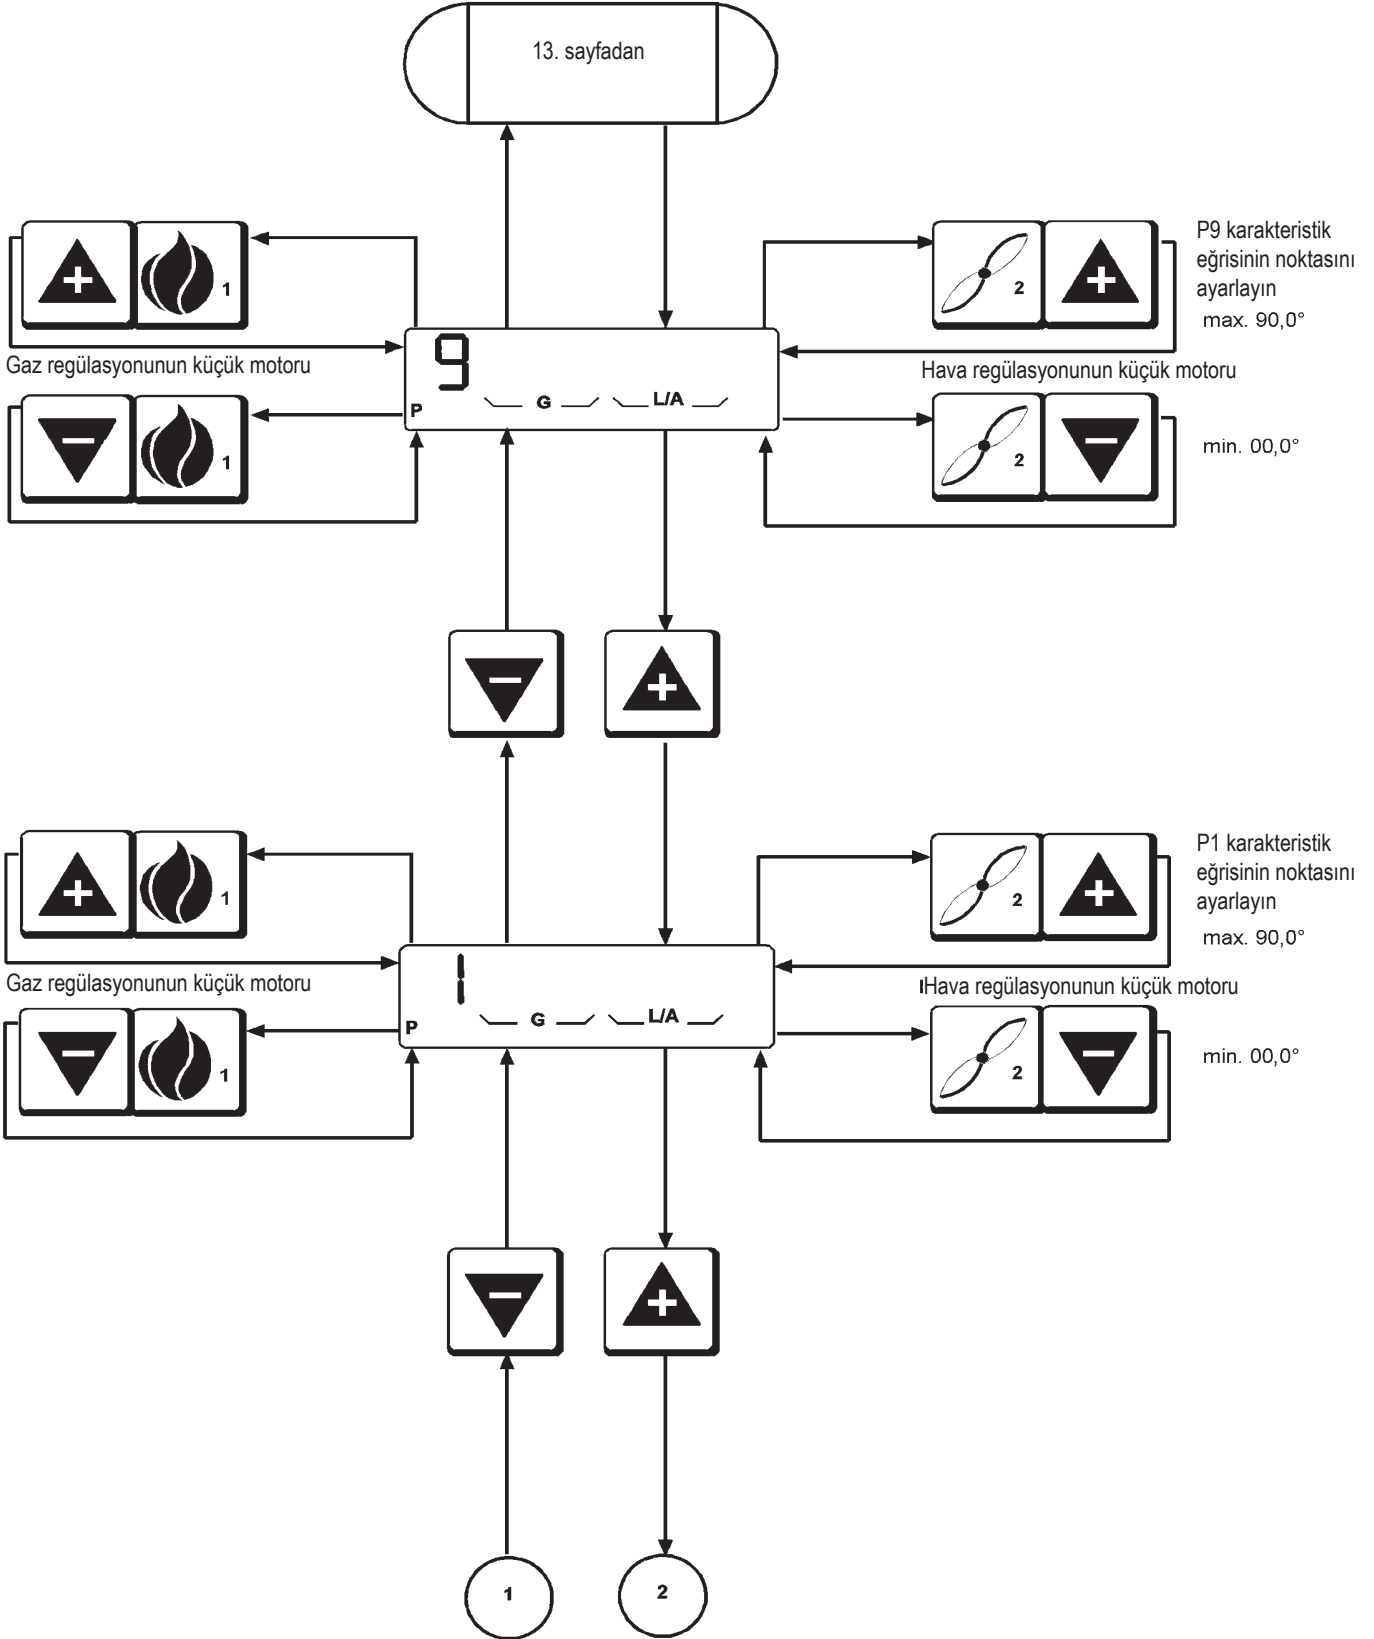 13. sayfadan
+
1
2
+
P9 karakteristik
eğrisinin noktasını
ayarlayın
max. 90,0°
Gaz regülasyonunun küçük motoru
9
P
G
L/A
Hava regülasyonunun küçük motoru
−
1
2
−
min. 00,0°
−
+
+
1
2
+
P1 karakteristik
eğrisinin noktasını
ayarlayın
max. 90,0°
Gaz regülasyonunun küçük motoru
1
P
G
L/A
IHava regülasyonunun küçük motoru
−
1
2
−
min. 00,0°
−
+
1
2